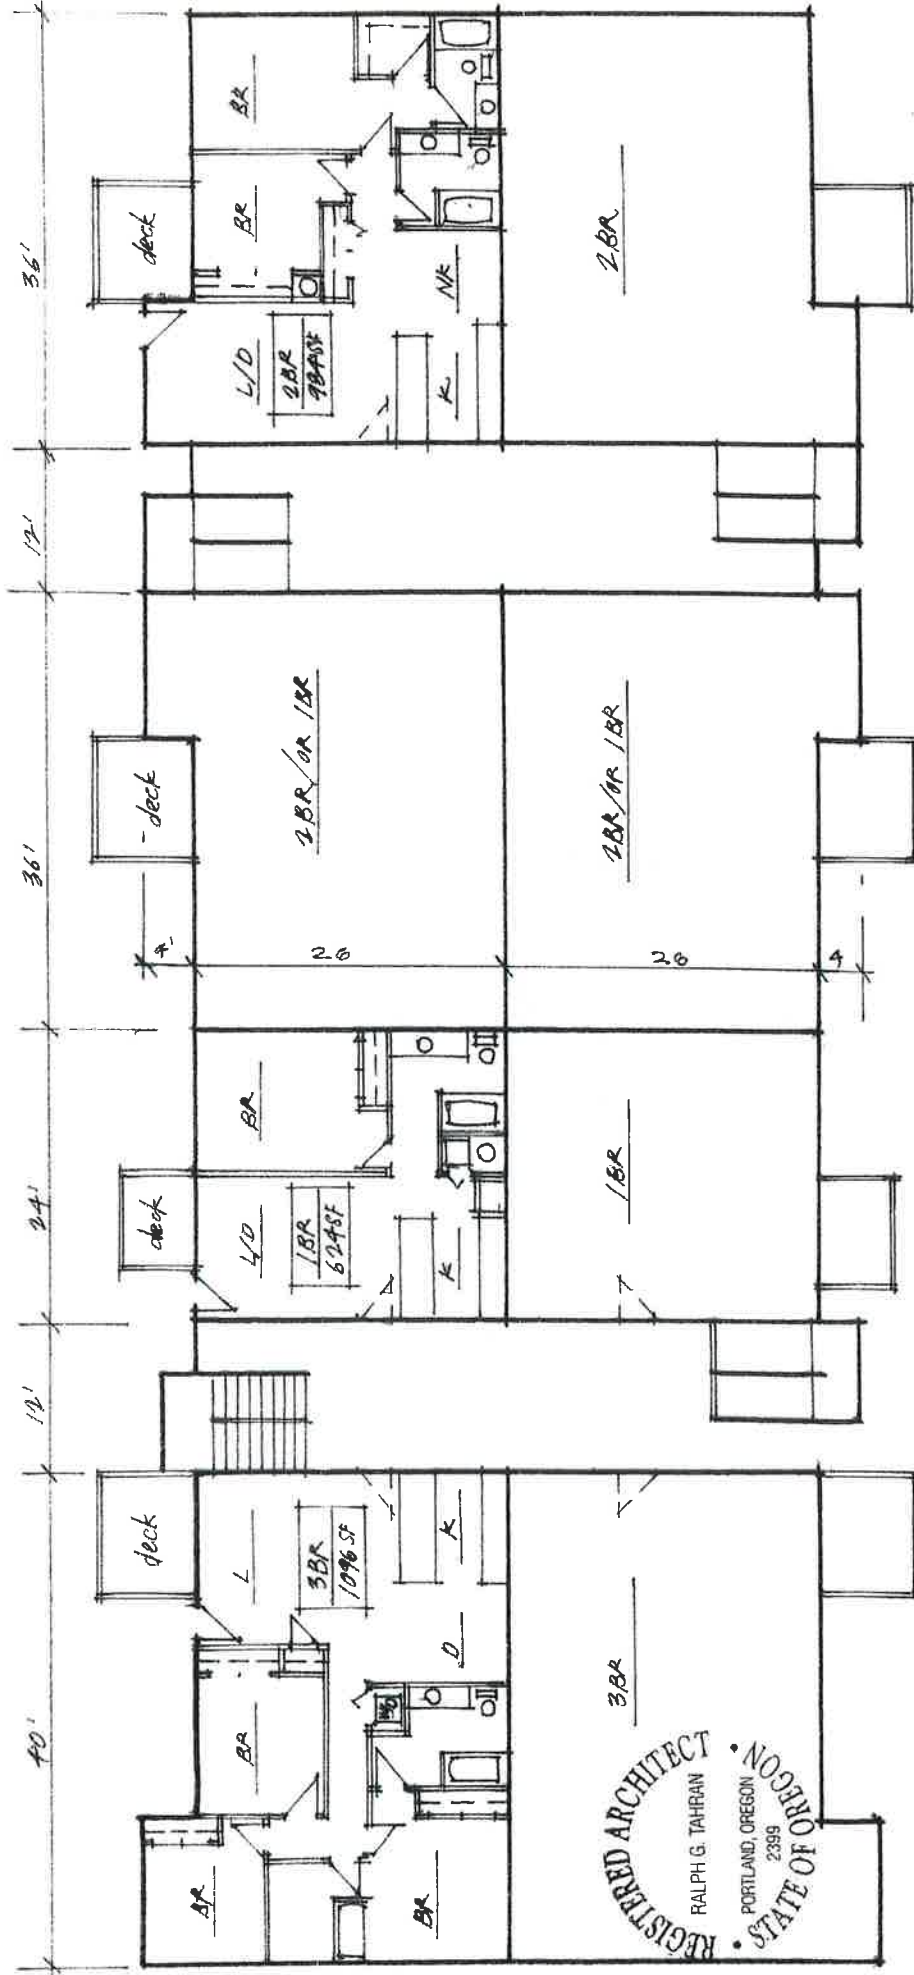 40'
12'
24'
36'
12'
36'
deck
deck
- deck
deck
BR
BR
L
3BR
1096 SF
BR
D
K
L/D
1BR
624SF
BR
K
4'
26
26
4
2BR/OR 1BR
2BR/OR 1BR
L/D
2BR
984SF
BR
BR
K
NK
3BR
1BR
2BR
REGISTERED ARCHITECT
RALPH G. TAHRAN
PORTLAND, OREGON
2399
STATE OF OREGON